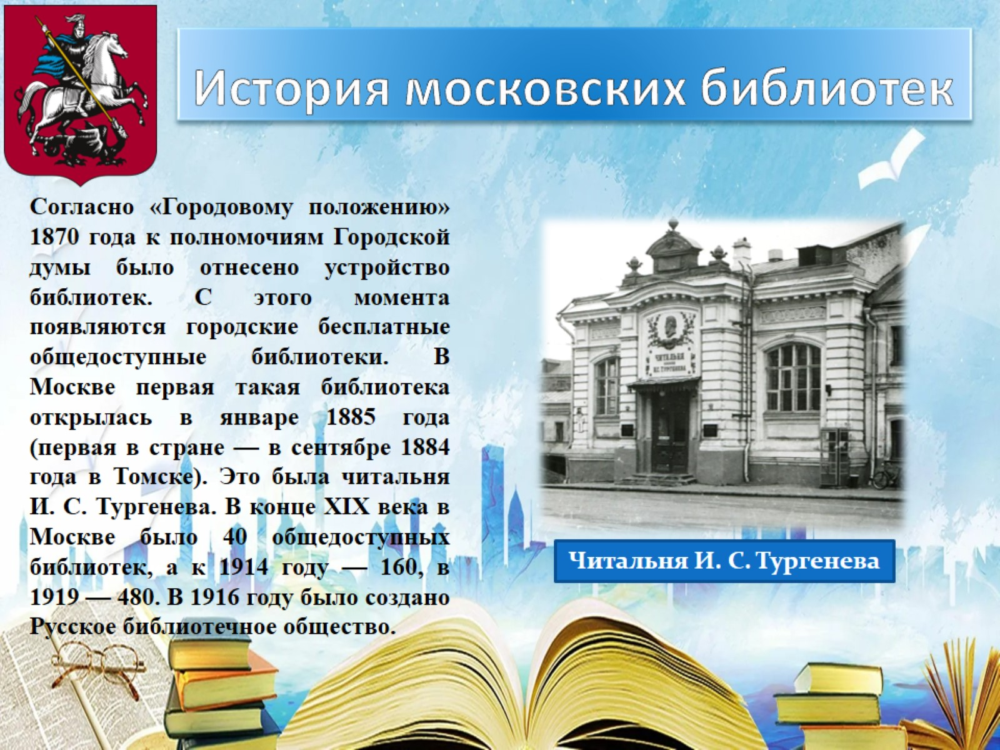 История московских библиотек
Согласно «Городовому положению»
1870 года к полномочиям Городской
думы было отнесено устройство
библиотек. С этого момента
появляются городские бесплатные
общедоступные библиотеки. В
Москве первая такая библиотека
открылась в январе 1885 года
(первая в стране — в сентябре 1884
года в Томске). Это была читальня
И. С. Тургенева. В конце XIX века в
Москве было 40 общедоступных
библиотек, а к 1914 году — 160, в
1919 — 480. В 1916 году было создано
Русское библиотечное общество.
ЧИТАЛЬНЯ
И.С. ТУРГЕНЕВА
Читальня И. С. Тургенева